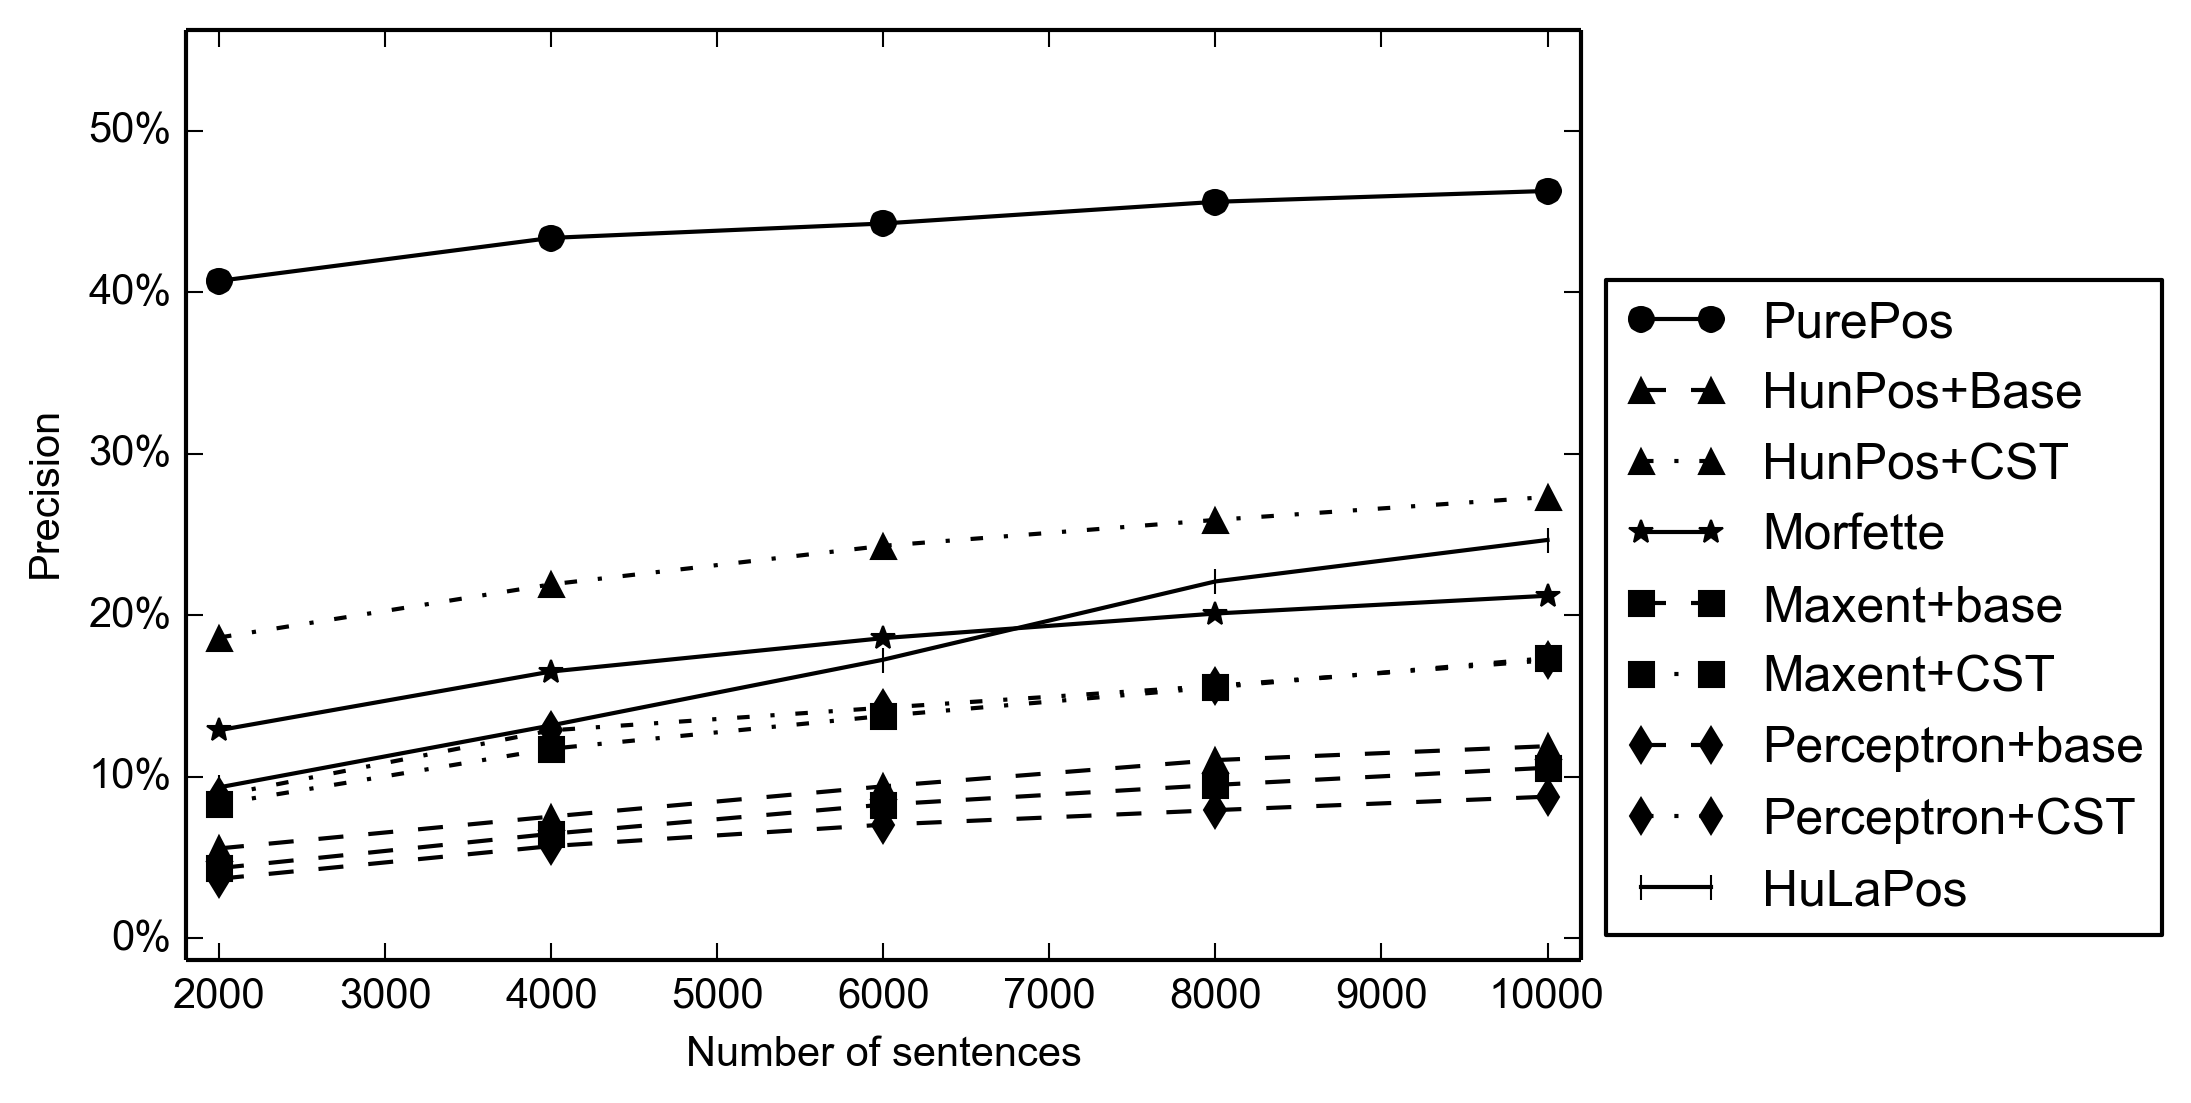 50%
40%
30%
20%
10%
0%
Precision
2000 3000 4000 5000 6000 7000 8000 9000 10000
Number of sentences
PurePos
HunPos+Base
HunPos+CST
Morfette
Maxent+base
Maxent+CST
Perceptron+base
Perceptron+CST
HuLaPos